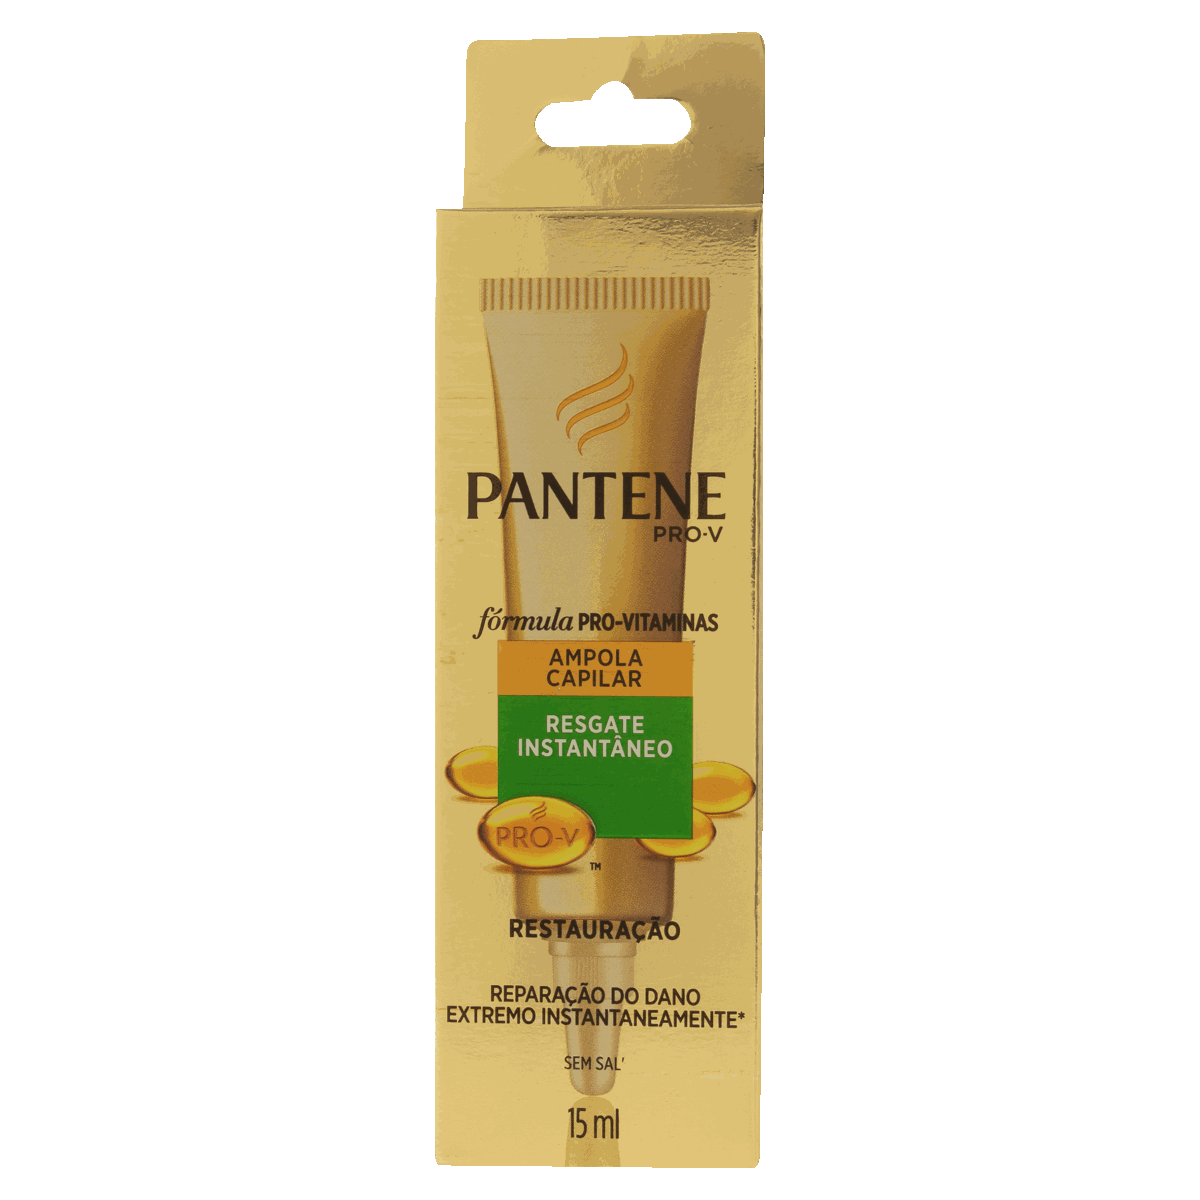 PANTENE
PRO-V
fórmula PRO-VITAMINAS
AMPOLA
CAPILAR
RESGATE
INSTANTÂNEO
PRO-V
™
RESTAURAÇÃO
REPARAÇÃO DO DANO
EXTREMO INSTANTANEAMENTE*
SEM SAL'
15 ml